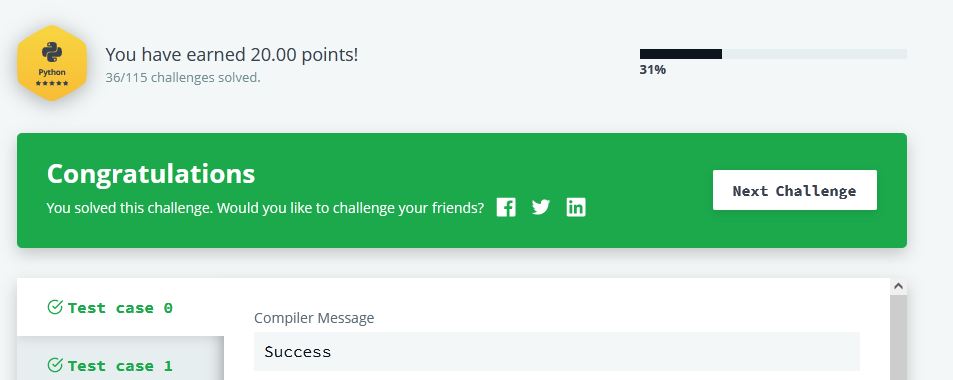 You have earned 20.00 points!
Python
36/115 challenges solved.
31%
Congratulations
You solved this challenge. Would you like to challenge your friends?
Next Challenge
Test case 0
Compiler Message
Success
Test case 1